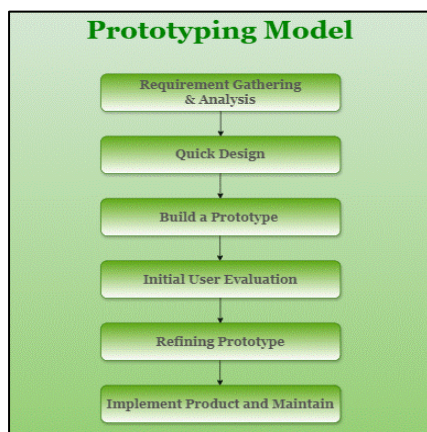 Prototyping Model
Requirement Gathering
& Analysis
Quick Design
Build a Prototype
Initial User Evaluation
Refining Prototype
Implement Product and Maintain